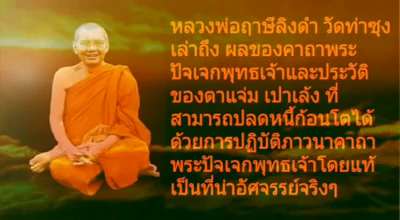 หลวงพ่อฤาษีลิงดำ วัดท่าซุง
เล่าถึง ผลของคาถาพระ
ปัจเจกพุทธเจ้าและประวัติ
ของตาแจ่ม เปาเล้ง ที่
สามารถปลดหนี้ก้อนโตได้
ด้วยการปฏิบัติภาวนาคาถา
พระปัจเจกพุทธเจ้าโดยแท้
เป็นที่น่าอัศจรรย์จริงๆ